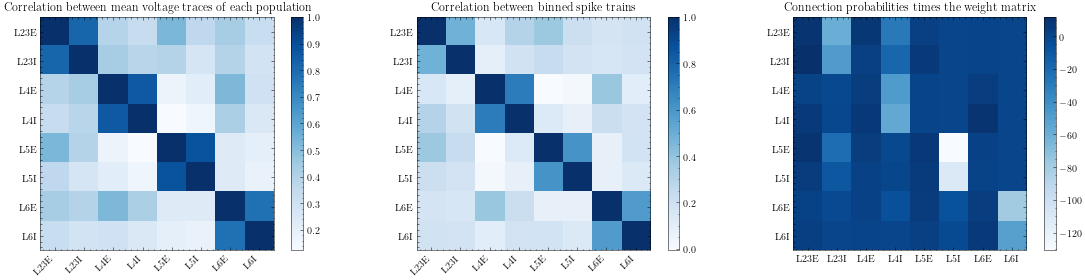 Correlation between mean voltage traces of each population
L23E
L23I
L4E
L4I
L5E
L5I
L6E
L6I
L23E L23I L4E L4I L5E L5I L6E L6I
1.0
0.9
0.8
0.7
0.6
0.5
0.4
0.3
0.2
Correlation between binned spike trains
L23E
L23I
L4E
L4I
L5E
L5I
L6E
L6I
L23E L23I L4E L4I L5E L5I L6E L6I
1.0
0.8
0.6
0.4
0.2
0.0
Connection probabilities times the weight matrix
L23E
L23I
L4E
L4I
L5E
L5I
L6E
L6I
L23E L23I L4E L4I L5E L5I L6E L6I
0
−20
−40
−60
−80
−100
−120